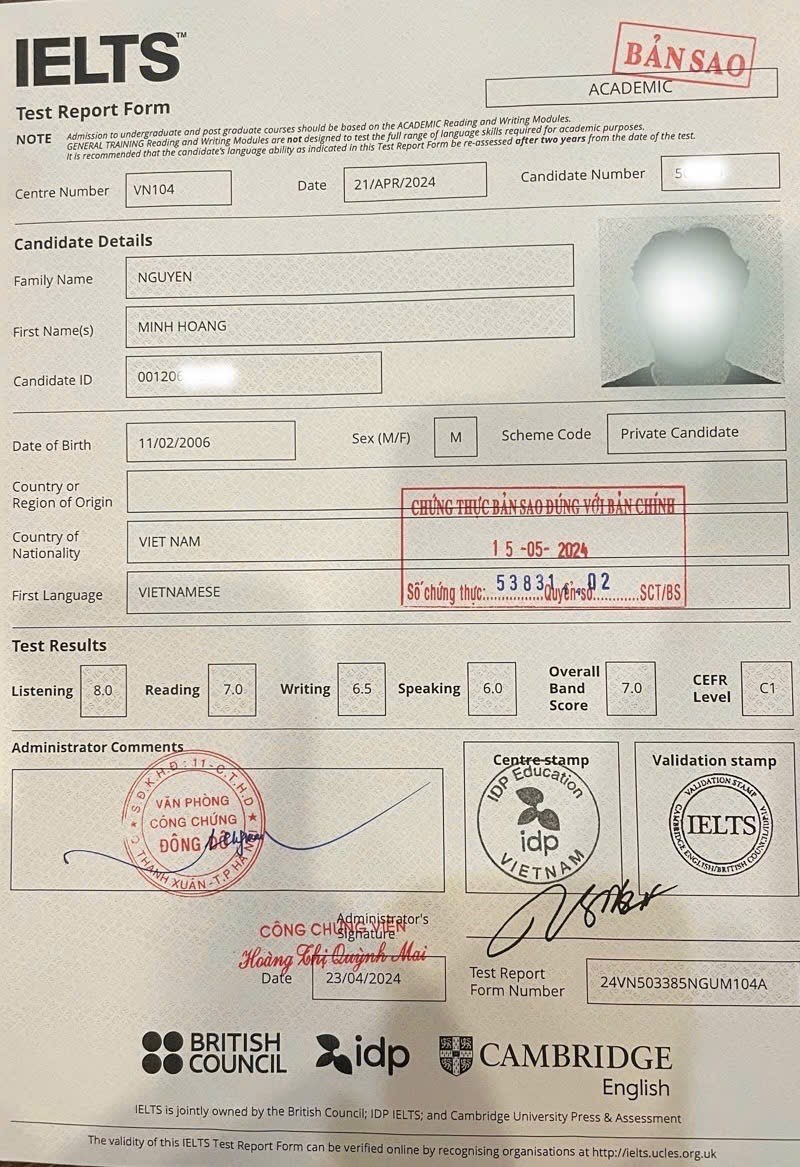 IELTS™
BẢN SAO
ACADEMIC
Test Report Form
NOTE Admission to undergraduate and post graduate courses should be based on the ACADEMIC Reading and Writing Modules.
GENERAL TRAINING Reading and Writing Modules are not designed to test the full range of language skills required for academic purposes.
It is recommended that the candidate's language ability as indicated in this Test Report Form be re-assessed after two years from the date of the test.
Centre Number VN104 Date 21/APR/2024 Candidate Number 5
Candidate Details
Family Name NGUYEN
First Name(s) MINH HOANG
Candidate ID 00120
Date of Birth 11/02/2006 Sex (M/F) M Scheme Code Private Candidate
Country or
Region of Origin
CHỨNG THỰC BẢN SAO ĐÚNG VỚI BẢN CHÍNH
Country of
Nationality VIET NAM
15 -05- 2024
First Language VIETNAMESE
Số chứng thực: 53831 Quyển số: 02 SCT/BS
Test Results
Listening 8.0 Reading 7.0 Writing 6.5 Speaking 6.0 Overall Band Score 7.0 CEFR Level C1
Administrator Comments
Centre stamp
Validation stamp
S.Đ.K.H.Đ: 11-C.T.H.D
VĂN PHÒNG
CÔNG CHỨNG
ĐÔNG
THANH XUÂN - T.P HÀ NỘI
IDP Education
idp
VIETNAM
VALIDATION STAMP
IELTS
CAMBRIDGE ENGLISH/BRITISH COUNCIL
Administrator's
Signature
CÔNG CHỨNG VIÊN
Hoàng Thị Quỳnh Mai
Date 23/04/2024
Test Report
Form Number 24VN503385NGUM104A
BRITISH
COUNCIL
idp
CAMBRIDGE
English
IELTS is jointly owned by the British Council; IDP IELTS; and Cambridge University Press & Assessment
The validity of this IELTS Test Report Form can be verified online by recognising organisations at http://ielts.ucles.org.uk